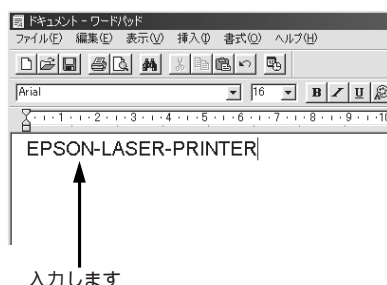 ドキュメント - ワードパッド
ファイル(F) 編集(E) 表示(V) 挿入(I) 書式(O) ヘルプ(H)
Arial 16 B I U
1 2 3 4 5 6 7 8 9 10
EPSON-LASER-PRINTER
入力します